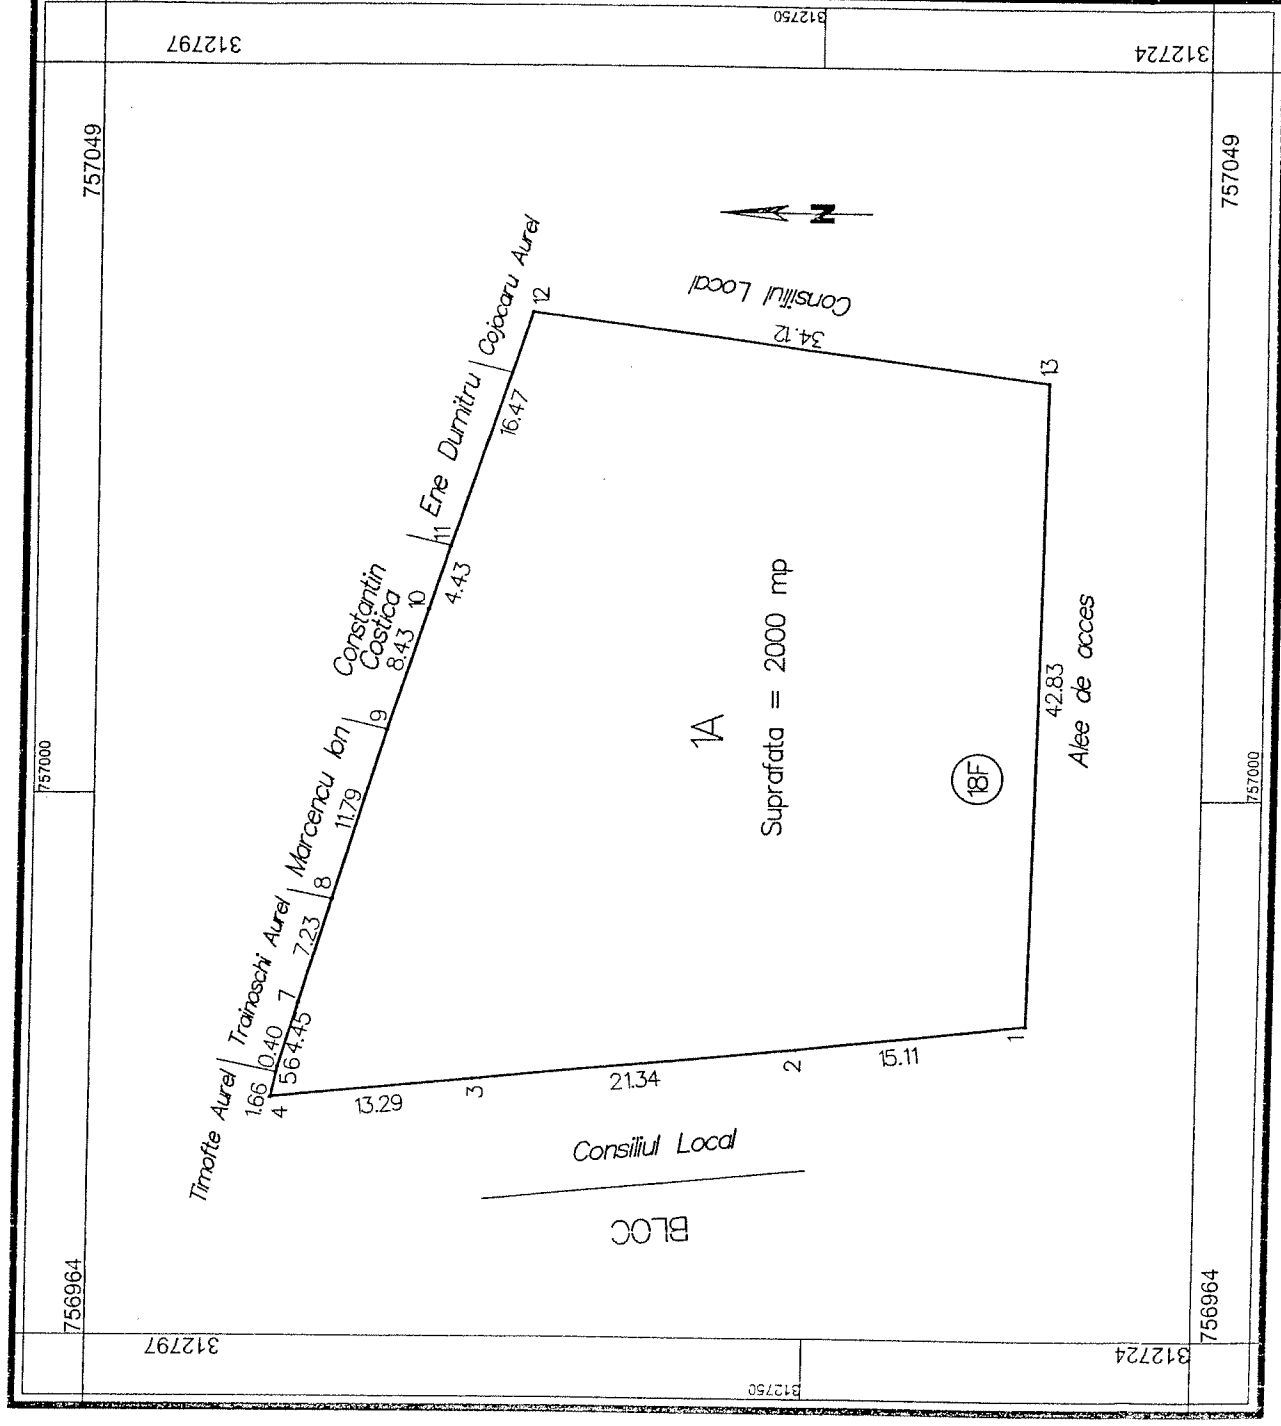 312797
312750
312724
757049
757049
N
Cojocaru Aurel
12
Ene Dumitru
16.47
Consiliul Local
34.12
13
11
4.43
Constantin
Costica
10
8.43
9
Marcencu Ion
11.79
8
Trainoschi Aurel
7.23
7
0.40
4.45
5 6
Timofte Aurel
1.66
4
13.29
3
21.34
2
15.11
1
1A
Suprafata = 2000 mp
18F
42.83
Alee de acces
757000
757000
Consiliul Local
BLOC
756964
756964
312797
312750
312724